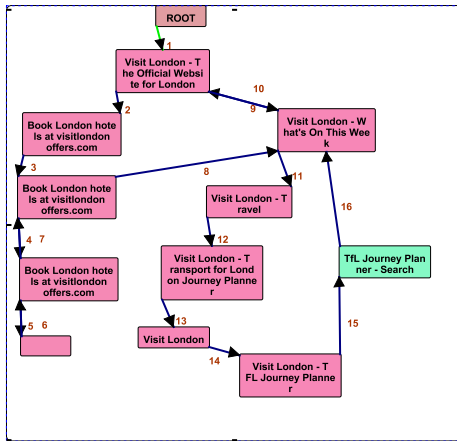 ROOT
1
Visit London - T
he Official Websi
te for London
10
9
2
Visit London - W
hat's On This Wee
k
Book London hote
ls at visitlondon
offers.com
3
8
11
Book London hote
ls at visitlondon
offers.com
Visit London - T
ravel
16
4 7
12
Book London hote
ls at visitlondon
offers.com
Visit London - T
ransport for Lond
on Journey Planne
r
TfL Journey Plan
ner - Search
5 6
13
15
Visit London
14
Visit London - T
FL Journey Planne
r